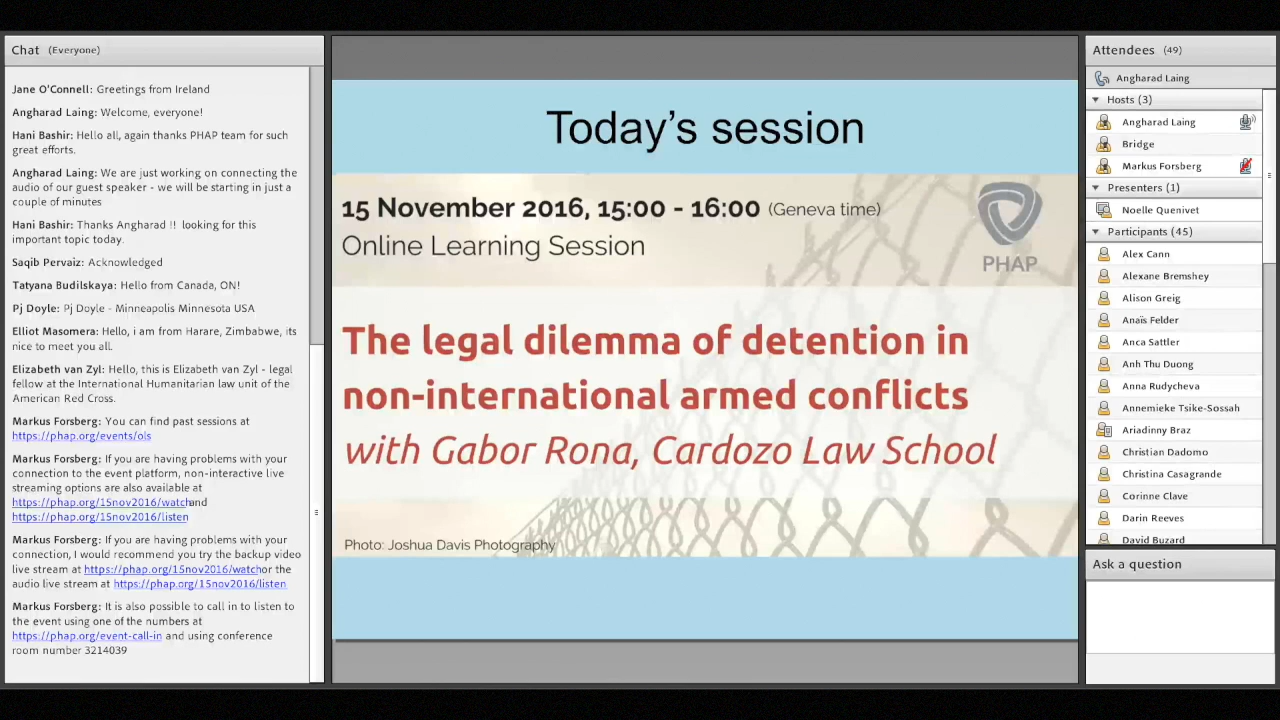 Chat (Everyone)
Jane O'Connell: Greetings from Ireland
Angharad Laing: Welcome, everyone!
Hani Bashir: Hello all, again thanks PHAP team for such
great efforts.
Angharad Laing: We are just working on connecting the
audio of our guest speaker - we will be starting in just a
couple of minutes
Hani Bashir: Thanks Angharad !! looking for this
important topic today.
Saqib Pervaiz: Acknowledged
Tatyana Budilskaya: Hello from Canada, ON!
Pj Doyle: Pj Doyle - Minneapolis Minnesota USA
Elliot Masomera: Hello, i am from Harare, Zimbabwe, its
nice to meet you all.
Elizabeth van Zyl: Hello, this is Elizabeth van Zyl - legal
fellow at the International Humanitarian law unit of the
American Red Cross.
Markus Forsberg: You can find past sessions at
https://phap.org/events/ols
Markus Forsberg: If you are having problems with your
connection to the event platform, non-interactive live
streaming options are also available at
https://phap.org/15nov2016/watchand
https://phap.org/15nov2016/listen
Markus Forsberg: If you are having problems with your
connection, I would recommend you try the backup video
live stream at https://phap.org/15nov2016/watchor the
audio live stream at https://phap.org/15nov2016/listen
Markus Forsberg: It is also possible to call in to listen to
the event using one of the numbers at
https://phap.org/event-call-in and using conference
room number 3214039
Today's session
15 November 2016, 15:00 - 16:00 (Geneva time)
Online Learning Session
PHAP
The legal dilemma of detention in
non-international armed conflicts
with Gabor Rona, Cardozo Law School
Photo: Joshua Davis Photography
Attendees (49)
Angharad Laing
Hosts (3)
Angharad Laing
Bridge
Markus Forsberg
Presenters (1)
Noelle Quenivet
Participants (45)
Alex Cann
Alexane Bremshey
Alison Greig
Anaïs Felder
Anca Sattler
Anh Thu Duong
Anna Rudycheva
Annemieke Tsike-Sossah
Ariadinny Braz
Christian Dadomo
Christina Casagrande
Corinne Clave
Darin Reeves
David Buzard
Ask a question